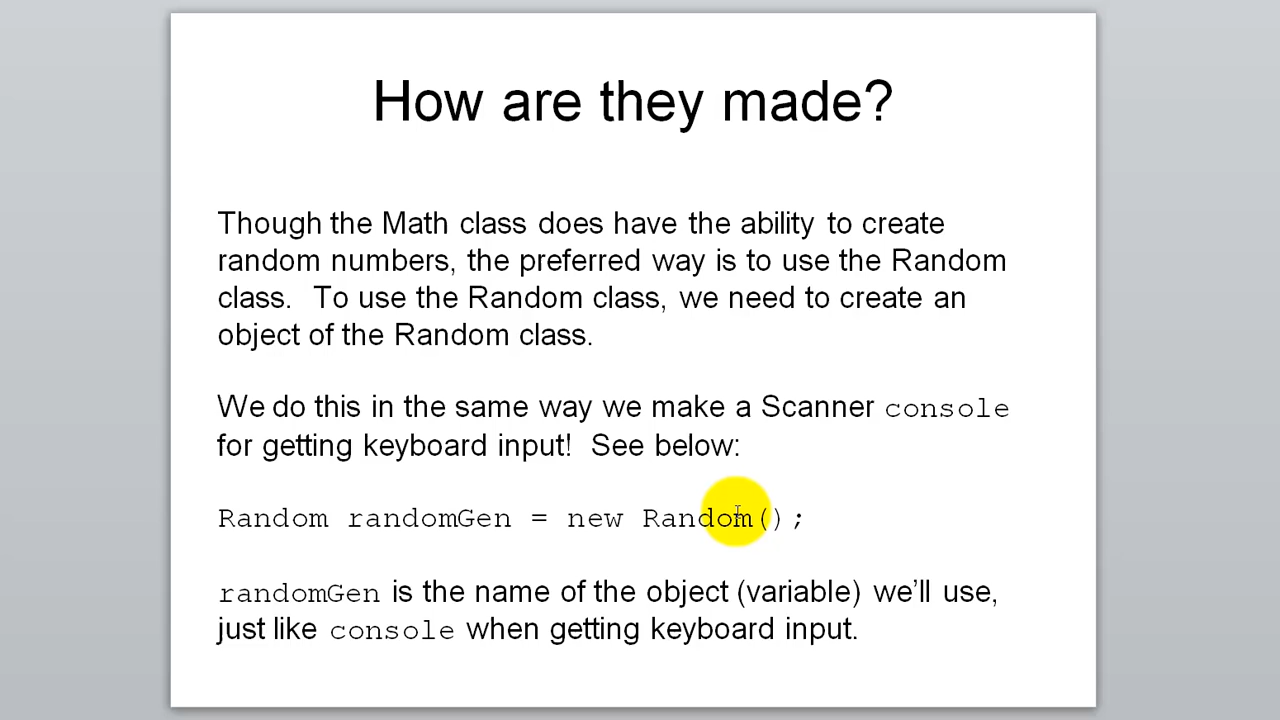 How are they made?
Though the Math class does have the ability to create
random numbers, the preferred way is to use the Random
class.  To use the Random class, we need to create an
object of the Random class.
We do this in the same way we make a Scanner console
for getting keyboard input!  See below:
Random randomGen = new Random();
randomGen is the name of the object (variable) we’ll use,
just like console when getting keyboard input.